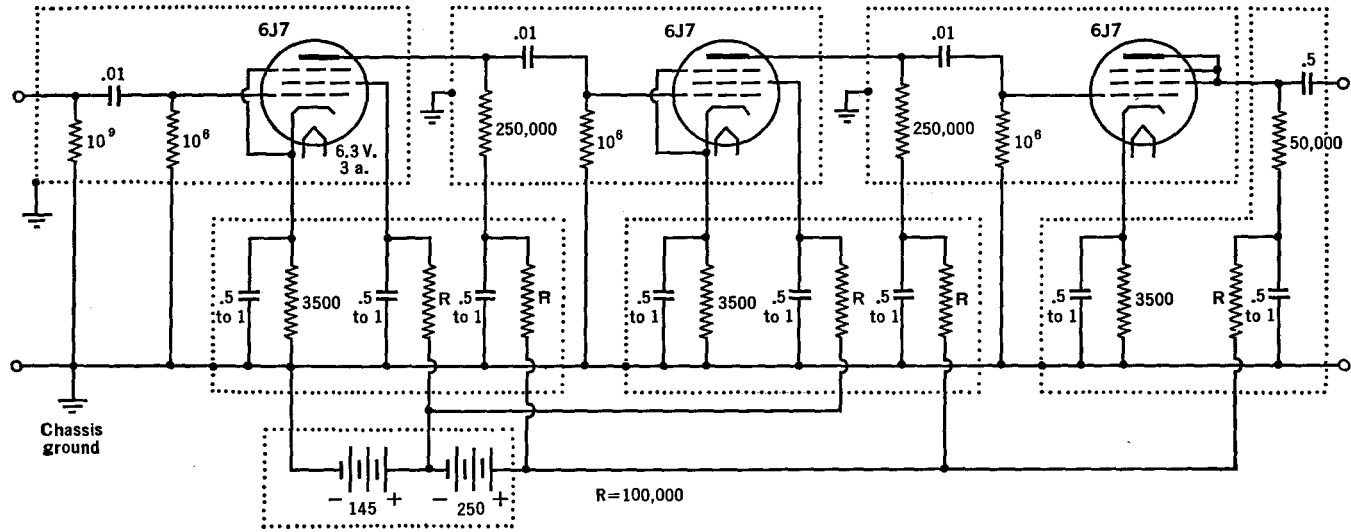 6J7
.01
10⁹
10⁶
6.3 V.
3 a.
.01
250,000
10⁶
6J7
.01
250,000
10⁶
6J7
.5
50,000
.5
to 1
3500
.5
to 1
R
.5
to 1
R
.5
to 1
3500
.5
to 1
R
.5
to 1
R
.5
to 1
3500
R
.5
to 1
Chassis
ground
− 145 +
− 250 +
R=100,000